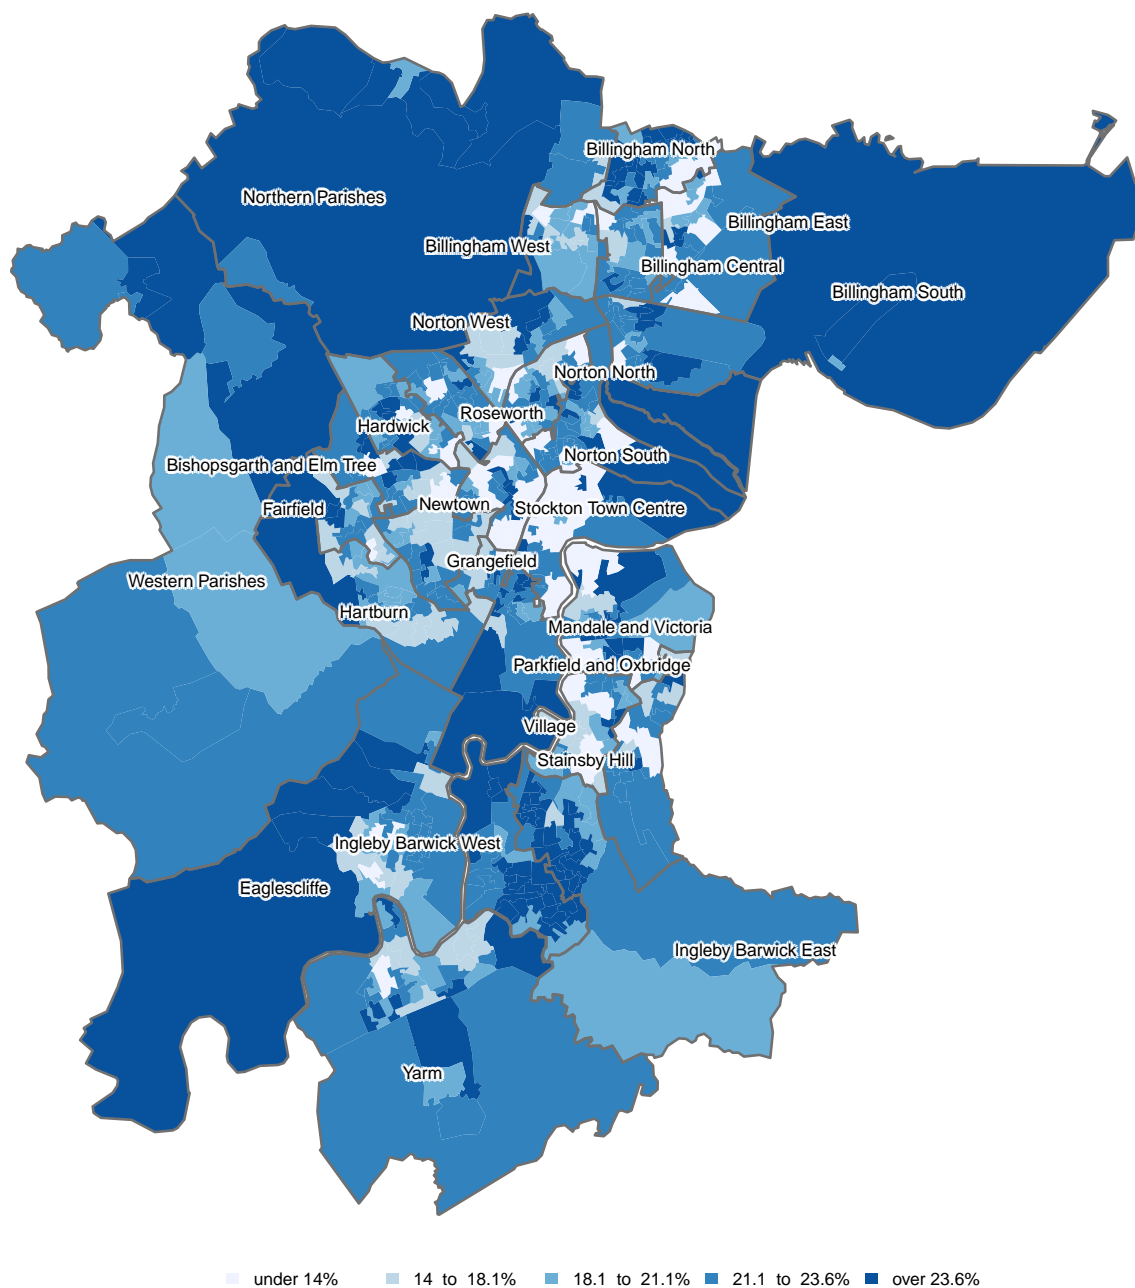 Billingham North
Northern Parishes
Billingham East
Billingham West
Billingham Central
Billingham South
Norton West
Norton North
Roseworth
Hardwick
Norton South
Bishopsgarth and Elm Tree
Newtown
Fairfield
Stockton Town Centre
Grangefield
Western Parishes
Hartburn
Mandale and Victoria
Parkfield and Oxbridge
Village
Stainsby Hill
Ingleby Barwick West
Eaglescliffe
Ingleby Barwick East
Yarm
under 14% 14 to 18.1% 18.1 to 21.1% 21.1 to 23.6% over 23.6%